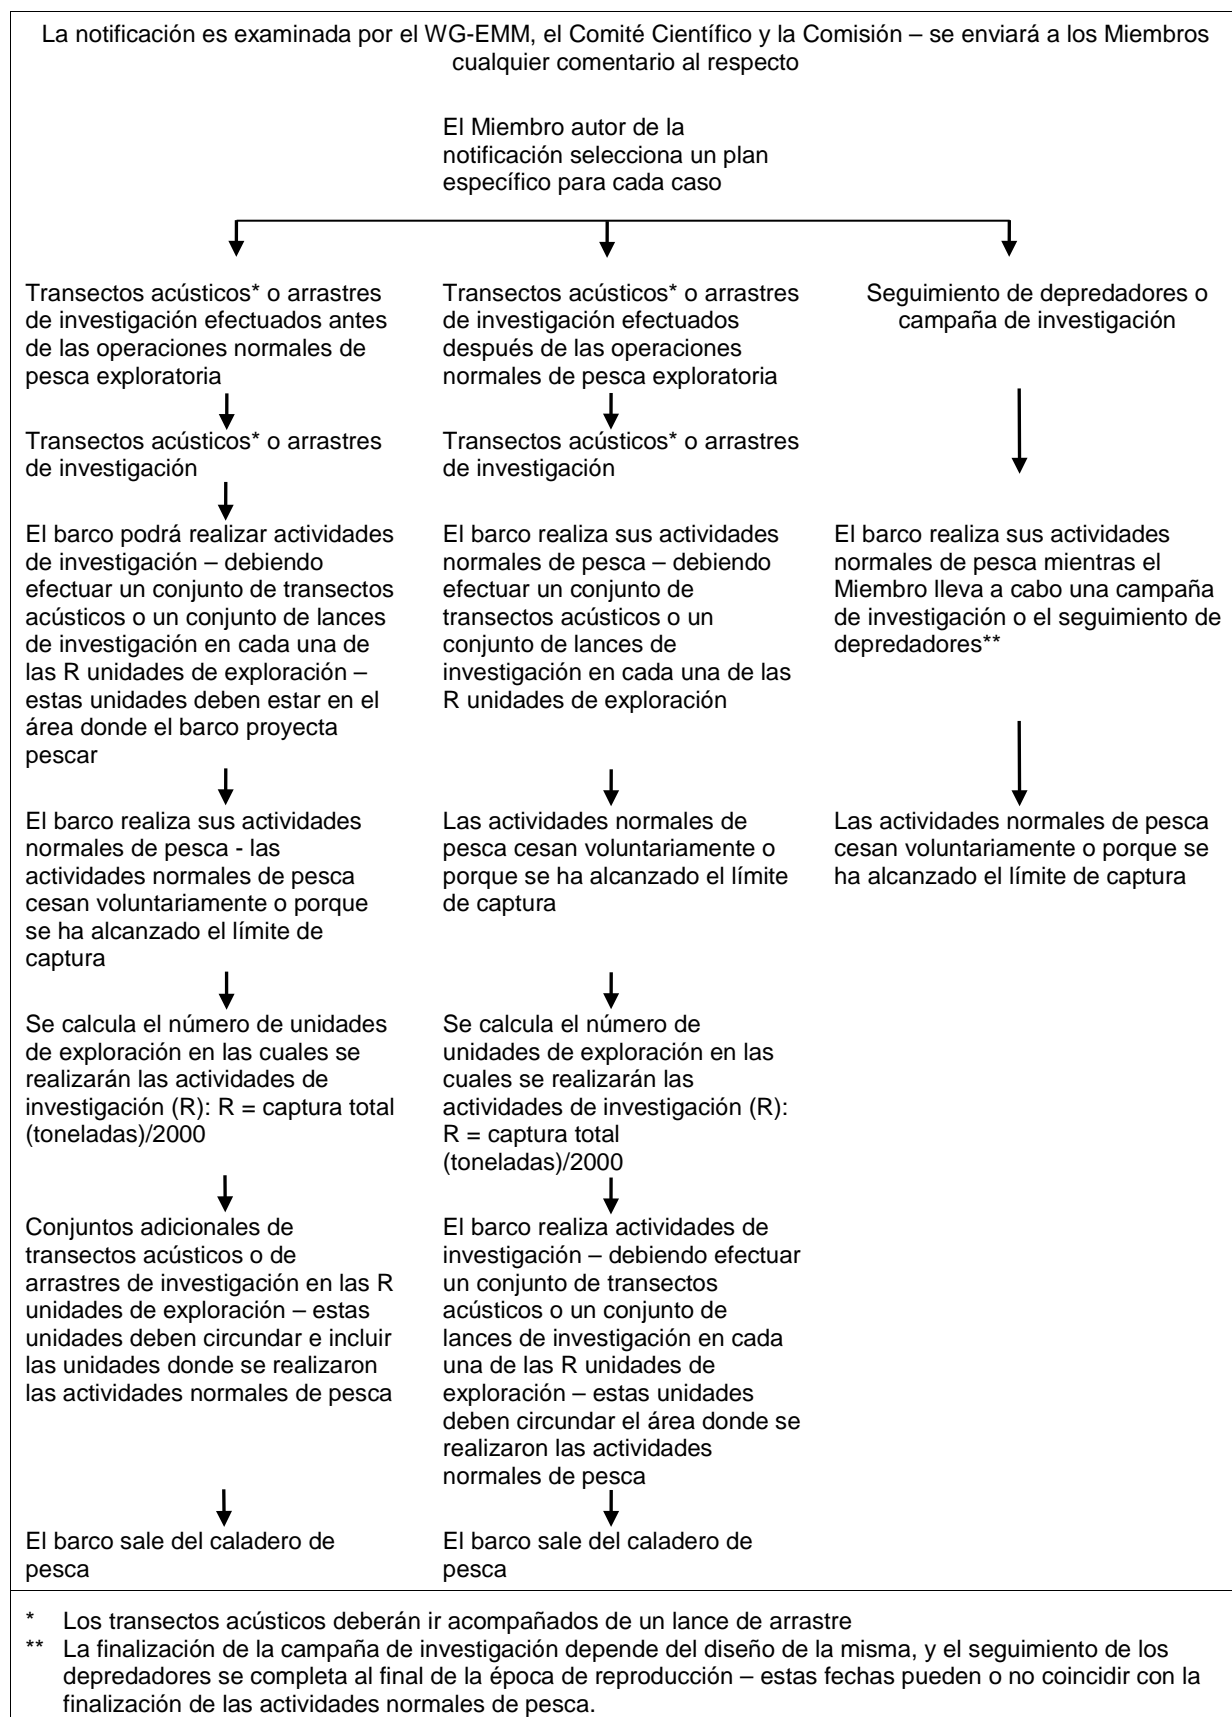 La notificación es examinada por el WG-EMM, el Comité Científico y la Comisión – se enviará a los Miembros
cualquier comentario al respecto
El Miembro autor de la
notificación selecciona un plan
específico para cada caso
Transectos acústicos* o arrastres
de investigación efectuados antes
de las operaciones normales de
pesca exploratoria
Transectos acústicos* o arrastres
de investigación
El barco podrá realizar actividades
de investigación – debiendo
efectuar un conjunto de transectos
acústicos o un conjunto de lances
de investigación en cada una de
las R unidades de exploración –
estas unidades deben estar en el
área donde el barco proyecta
pescar
El barco realiza sus actividades
normales de pesca - las
actividades normales de pesca
cesan voluntariamente o porque
se ha alcanzado el límite de
captura
Se calcula el número de unidades
de exploración en las cuales se
realizarán las actividades de
investigación (R): R = captura total
(toneladas)/2000
Conjuntos adicionales de
transectos acústicos o de
arrastres de investigación en las R
unidades de exploración – estas
unidades deben circundar e incluir
las unidades donde se realizaron
las actividades normales de pesca
El barco sale del caladero de
pesca
Transectos acústicos* o arrastres
de investigación efectuados
después de las operaciones
normales de pesca exploratoria
Transectos acústicos* o arrastres
de investigación
El barco realiza sus actividades
normales de pesca – debiendo
efectuar un conjunto de
transectos acústicos o un
conjunto de lances de
investigación en cada una de las
R unidades de exploración
Las actividades normales de
pesca cesan voluntariamente o
porque se ha alcanzado el límite
de captura
Se calcula el número de
unidades de exploración en las
cuales se realizarán las
actividades de investigación (R):
R = captura total
(toneladas)/2000
El barco realiza actividades de
investigación – debiendo efectuar
un conjunto de transectos
acústicos o un conjunto de
lances de investigación en cada
una de las R unidades de
exploración – estas unidades
deben circundar el área donde se
realizaron las actividades
normales de pesca
El barco sale del caladero de
pesca
Seguimiento de depredadores o
campaña de investigación
El barco realiza sus actividades
normales de pesca mientras el
Miembro lleva a cabo una campaña
de investigación o el seguimiento de
depredadores**
Las actividades normales de pesca
cesan voluntariamente o porque se
ha alcanzado el límite de captura
* Los transectos acústicos deberán ir acompañados de un lance de arrastre
** La finalización de la campaña de investigación depende del diseño de la misma, y el seguimiento de los
depredadores se completa al final de la época de reproducción – estas fechas pueden o no coincidir con la
finalización de las actividades normales de pesca.